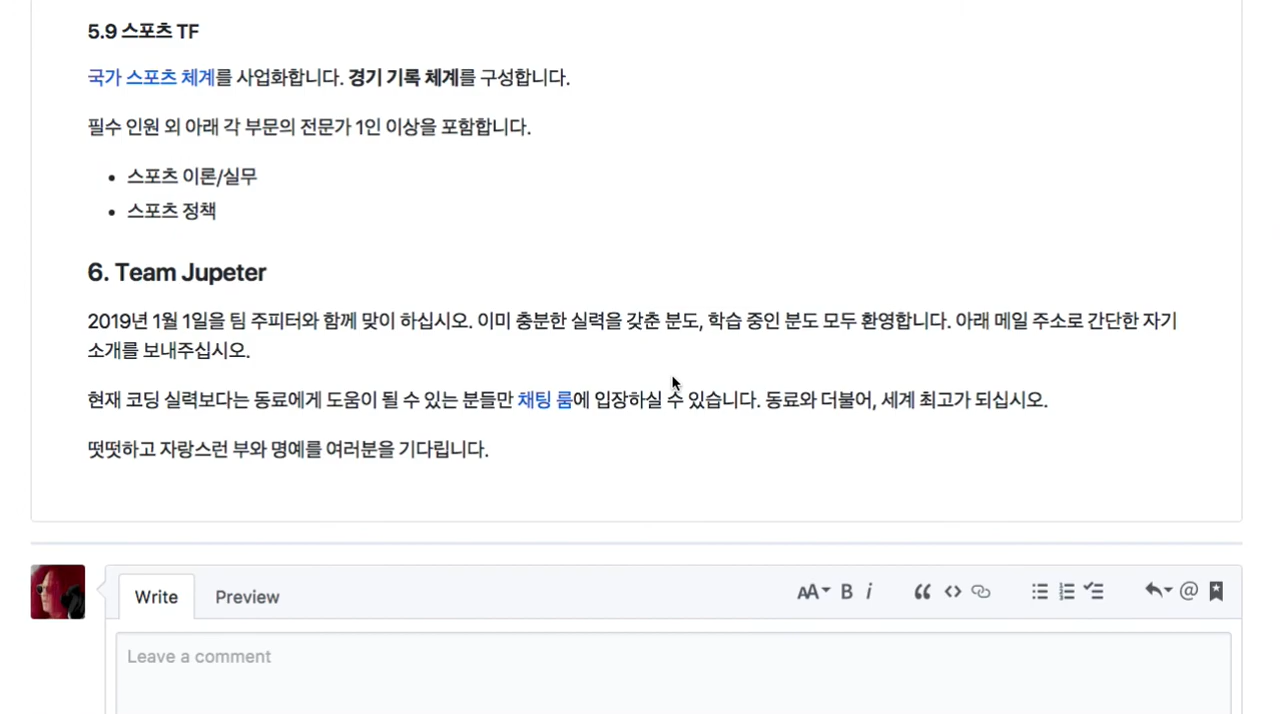 5.9 스포츠 TF
국가 스포츠 체계를 사업화합니다. 경기 기록 체계를 구성합니다.
필수 인원 외 아래 각 부문의 전문가 1인 이상을 포함합니다.
• 스포츠 이론/실무
• 스포츠 정책
6. Team Jupeter
2019년 1월 1일을 팀 주피터와 함께 맞이 하십시오. 이미 충분한 실력을 갖춘 분도, 학습 중인 분도 모두 환영합니다. 아래 메일 주소로 간단한 자기
소개를 보내주십시오.
현재 코딩 실력보다는 동료에게 도움이 될 수 있는 분들만 채팅 룸에 입장하실 수 있습니다. 동료와 더불어, 세계 최고가 되십시오.
떳떳하고 자랑스런 부와 명예를 여러분을 기다립니다.
Write Preview AA B i
Leave a comment